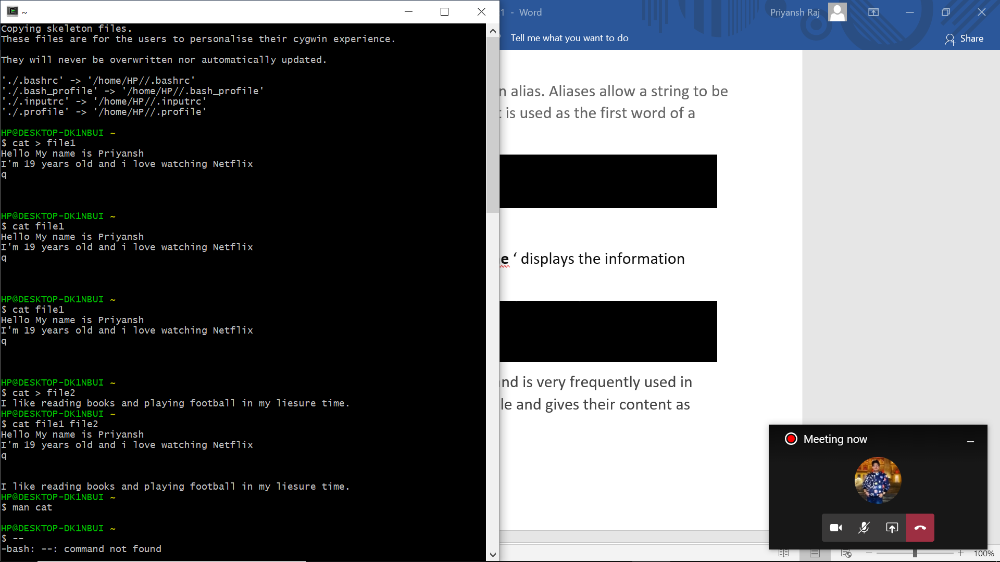 ~
Copying skeleton files.
These files are for the users to personalise their cygwin experience.
They will never be overwritten nor automatically updated.
'./.bashrc' -> '/home/HP//.bashrc'
'./.bash_profile' -> '/home/HP//.bash_profile'
'./.inputrc' -> '/home/HP//.inputrc'
'./.profile' -> '/home/HP//.profile'
HP@DESKTOP-DK1NBUI ~
$ cat > file1
Hello My name is Priyansh
I'm 19 years old and i love watching Netflix
q
HP@DESKTOP-DK1NBUI ~
$ cat file1
Hello My name is Priyansh
I'm 19 years old and i love watching Netflix
q
HP@DESKTOP-DK1NBUI ~
$ cat file1
Hello My name is Priyansh
I'm 19 years old and i love watching Netflix
q
HP@DESKTOP-DK1NBUI ~
$ cat > file2
I like reading books and playing football in my liesure time.
HP@DESKTOP-DK1NBUI ~
$ cat file1 file2
Hello My name is Priyansh
I'm 19 years old and i love watching Netflix
q
I like reading books and playing football in my liesure time.
HP@DESKTOP-DK1NBUI ~
$ man cat
HP@DESKTOP-DK1NBUI ~
$ --
-bash: --: command not found
1 - Word
Priyansh Raj
Tell me what you want to do
Share
n alias. Aliases allow a string to be
is used as the first word of a
e ‘ displays the information
nd is very frequently used in
le and gives their content as
Meeting now
100%